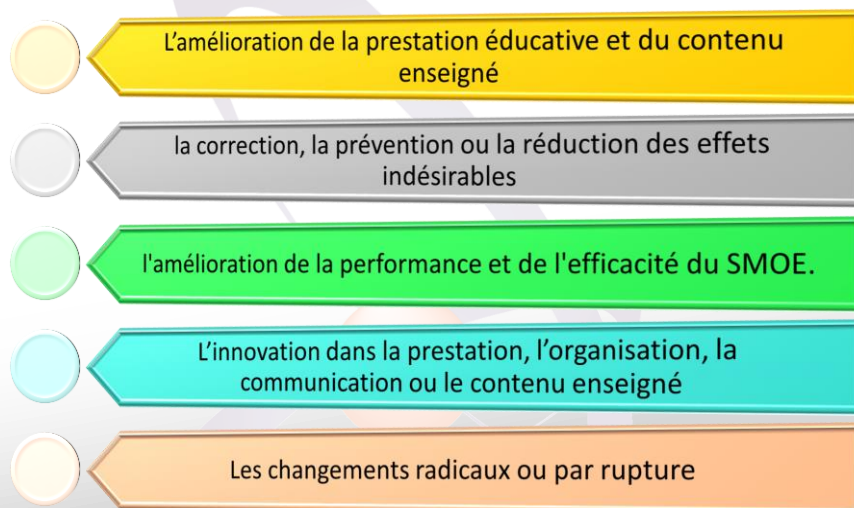 L'amélioration de la prestation éducative et du contenu
enseigné
la correction, la prévention ou la réduction des effets
indésirables
l'amélioration de la performance et de l'efficacité du SMOE.
L'innovation dans la prestation, l'organisation, la
communication ou le contenu enseigné
Les changements radicaux ou par rupture